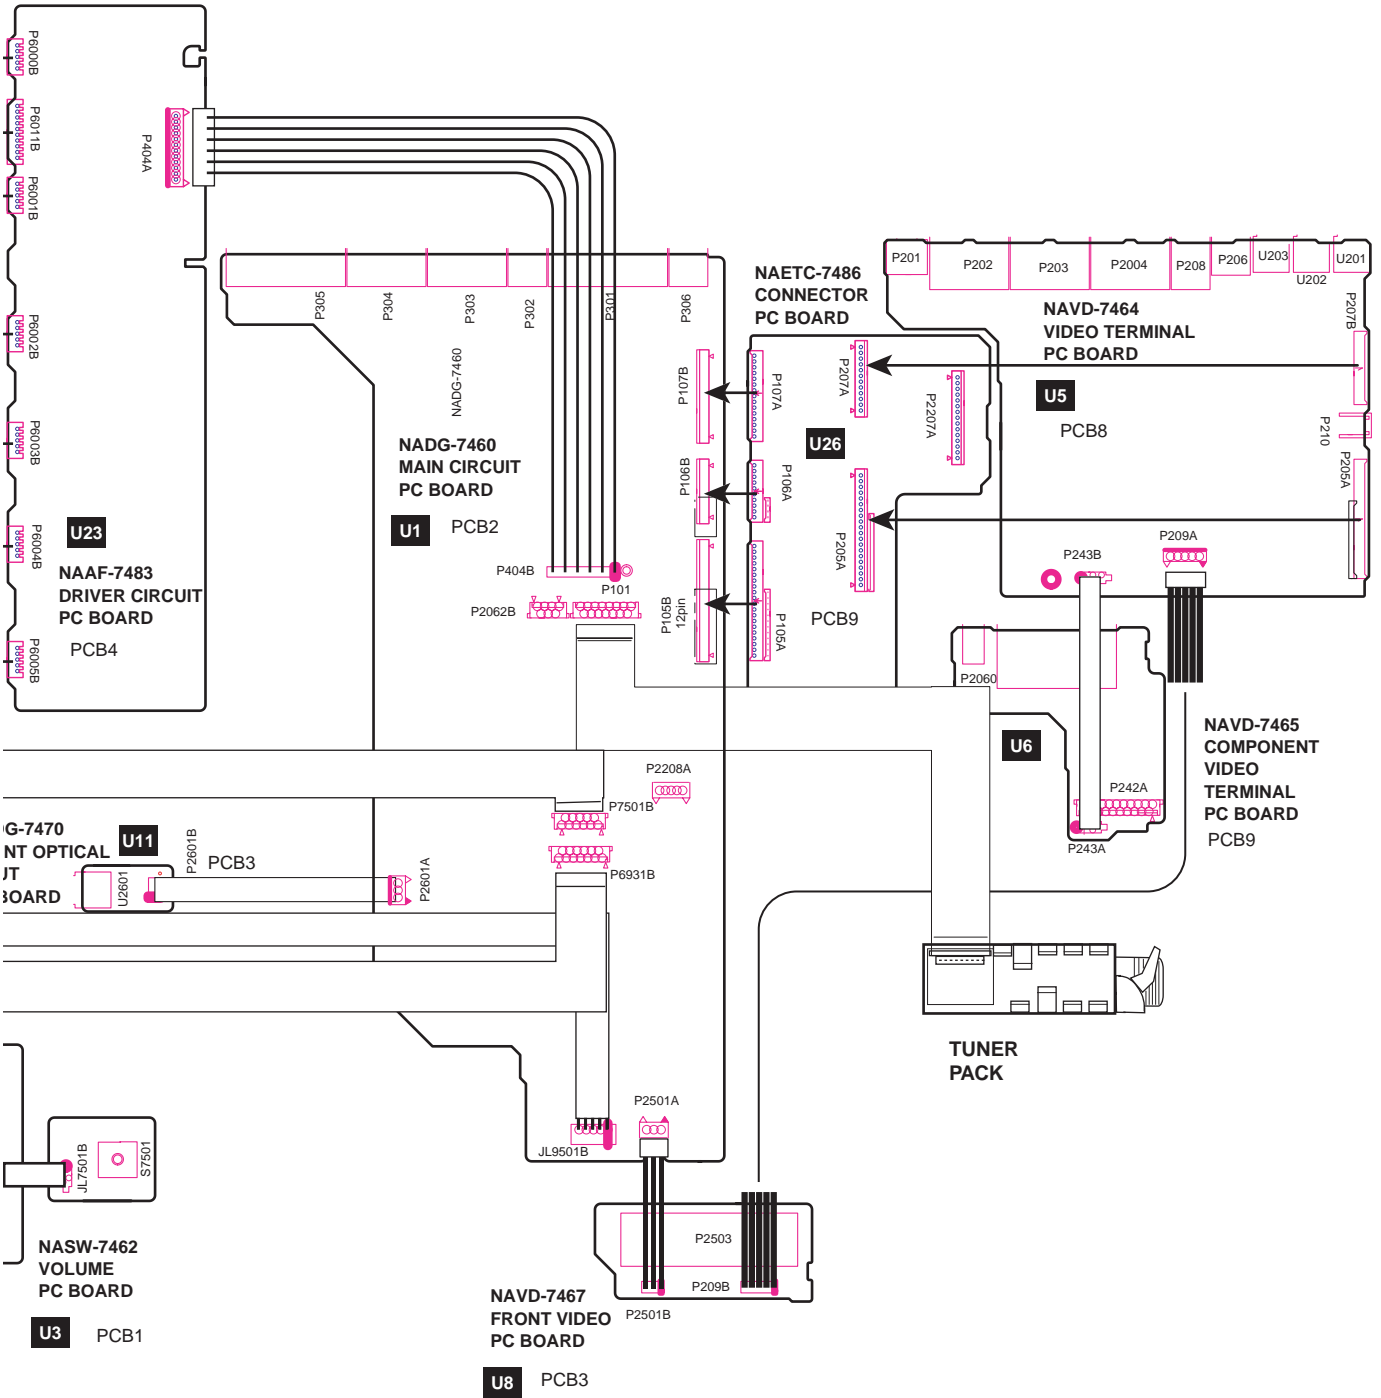 P6000B
P6011B
P6001B
P6002B
P6003B
P6004B
P6005B
P404A
U23
NAAF-7483
DRIVER CIRCUIT
PC BOARD
PCB4
P305
P304
P303
P302
P301
P306
NADG-7460
NADG-7460
MAIN CIRCUIT
PC BOARD
U1
PCB2
P107B
P106B
P105B
12pin
P404B
P101
P2062B
NAETC-7486
CONNECTOR
PC BOARD
P107A
P106A
P105A
P207A
P2207A
P205A
U26
PCB9
P201
P202
P203
P2004
P208
P206
U203
U202
U201
P207B
P210
P205A
NAVD-7464
VIDEO TERMINAL
PC BOARD
U5
PCB8
P243B
P209A
P2060
U6
P242A
P243A
NAVD-7465
COMPONENT
VIDEO
TERMINAL
PC BOARD
PCB9
P2208A
P7501B
P6931B
G-7470
NT OPTICAL
UT
BOARD
U11
PCB3
P2601B
U2601
P2601A
TUNER
PACK
JL7501B
S7501
NASW-7462
VOLUME
PC BOARD
U3
PCB1
JL9501B
P2501A
P2503
P209B
P2501B
NAVD-7467
FRONT VIDEO
PC BOARD
U8
PCB3